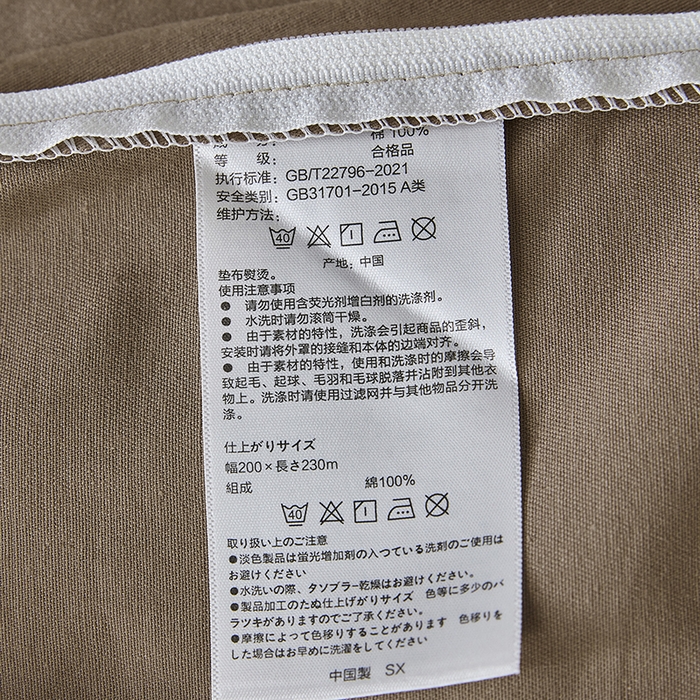 棉 100%
等 级： 合格品
执行标准：GB/T22796-2021
安全类别：GB31701-2015 A类
维护方法：
40
产地：中国
垫布熨烫。
使用注意事项
● 请勿使用含荧光剂增白剂的洗涤剂。
● 水洗时请勿滚筒干燥。
● 由于素材的特性，洗涤会引起商品的歪斜，
安装时请将外罩的接缝和本体的边端对齐。
● 由于素材的特性，使用和洗涤时的摩擦会导
致起毛、起球、毛羽和毛球脱落并沾附到其他衣
物上。洗涤时请使用过滤网并与其他物品分开洗
涤。
仕上がりサイズ
幅200×長さ230m
組成 綿100%
40
取り扱い上のご注意
●淡色製品は蛍光増加剤の入つている洗剤のご使用は
お避けください
●水洗いの際、タソブラー乾燥はお避けください。
●製品加工のたぬ仕上げがりサイズ 色等に多少のバ
ラツキがありますのでご了承ください。
●摩擦によって色移りすることがあります 色移りを
した場合はお早めに洗濯をしてください
中国製 SX